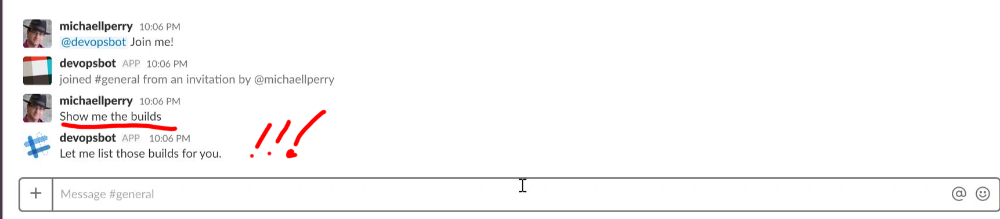 michaellperry 10:06 PM
@devopsbot Join me!
devopsbot APP 10:06 PM
joined #general from an invitation by @michaellperry
michaellperry 10:06 PM
Show me the builds
devopsbot APP 10:06 PM
Let me list those builds for you.
!!!
+ Message #general @